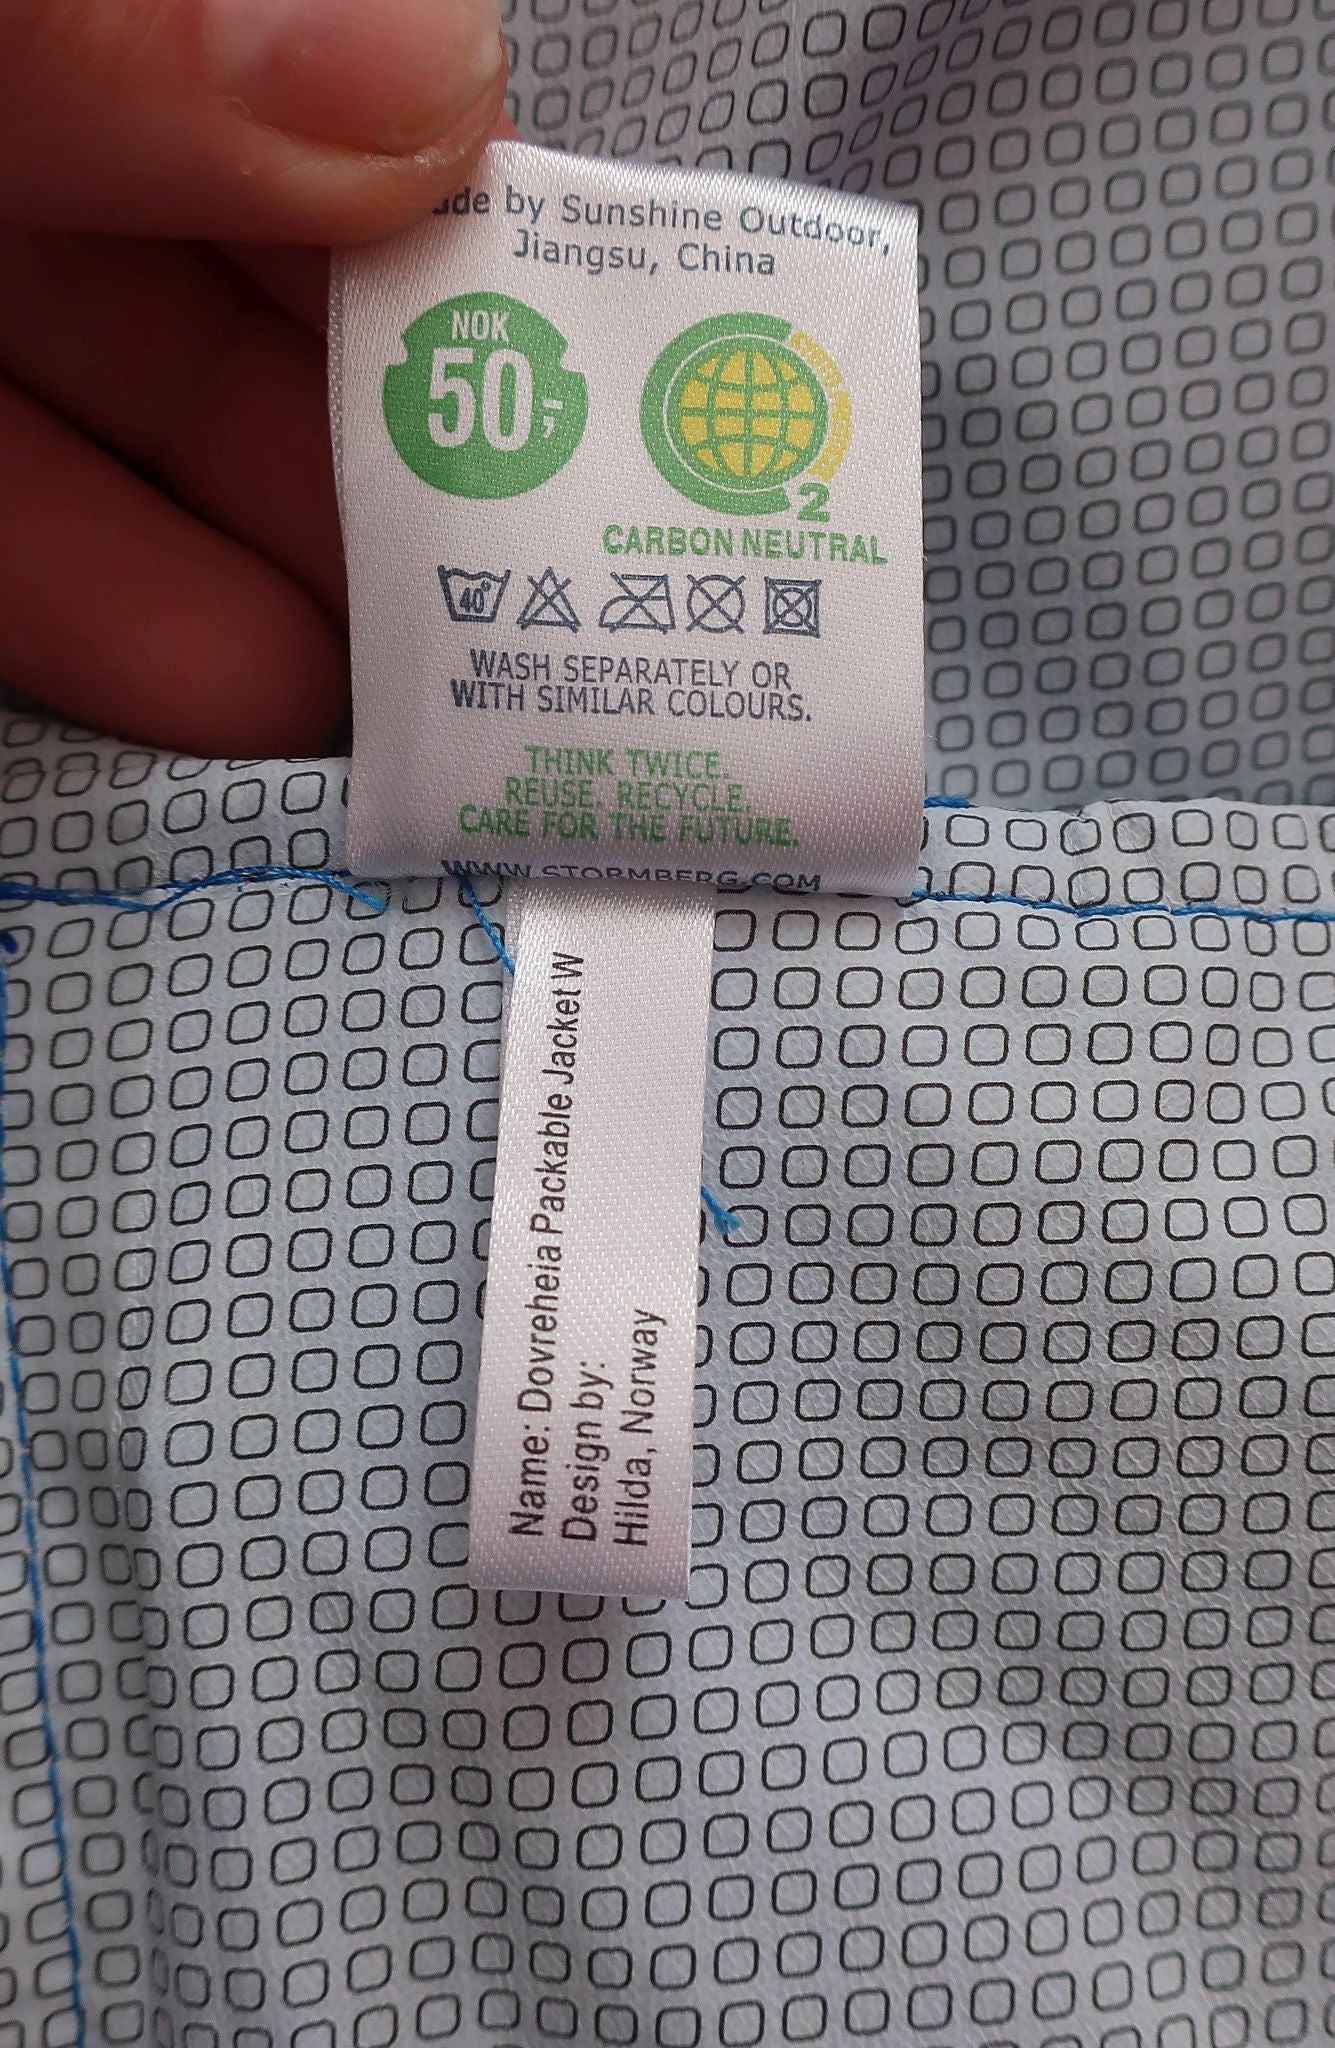 by Sunshine Outdoor,
Jiangsu, China
NOK
50,-
2
CARBON NEUTRAL
40°
WASH SEPARATELY OR
WITH SIMILAR COLOURS.
THINK TWICE.
REUSE. RECYCLE.
CARE FOR THE FUTURE.
WWW.STORMBERG.COM
Name: Dovreheia Packable Jacket W
Design by:
Hilda, Norway